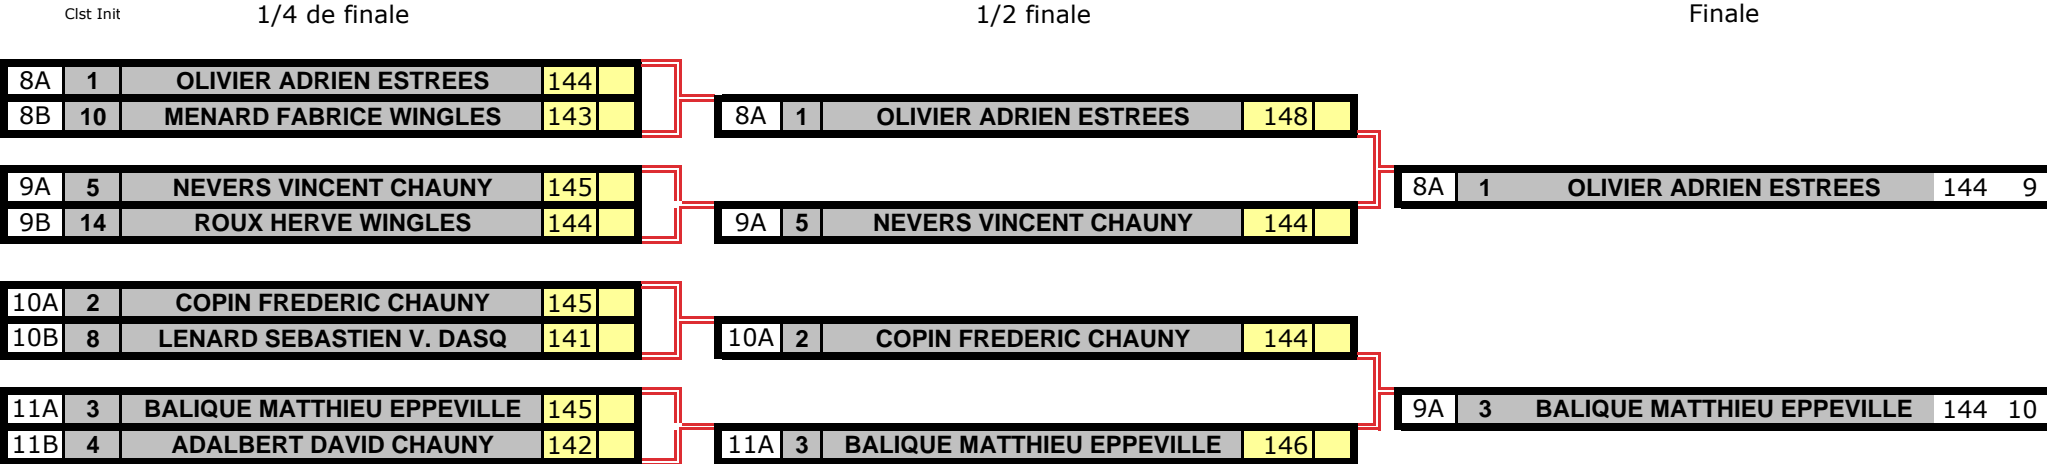 Clst Init 1/4 de finale 1/2 finale Finale
8A 1 OLIVIER ADRIEN ESTREES 144
8B 10 MENARD FABRICE WINGLES 143 8A 1 OLIVIER ADRIEN ESTREES 148
9A 5 NEVERS VINCENT CHAUNY 145 8A 1 OLIVIER ADRIEN ESTREES 144 9
9B 14 ROUX HERVE WINGLES 144 9A 5 NEVERS VINCENT CHAUNY 144
10A 2 COPIN FREDERIC CHAUNY 145
10B 8 LENARD SEBASTIEN V. DASQ 141 10A 2 COPIN FREDERIC CHAUNY 144
11A 3 BALIQUE MATTHIEU EPPEVILLE 145 9A 3 BALIQUE MATTHIEU EPPEVILLE 144 10
11B 4 ADALBERT DAVID CHAUNY 142 11A 3 BALIQUE MATTHIEU EPPEVILLE 146